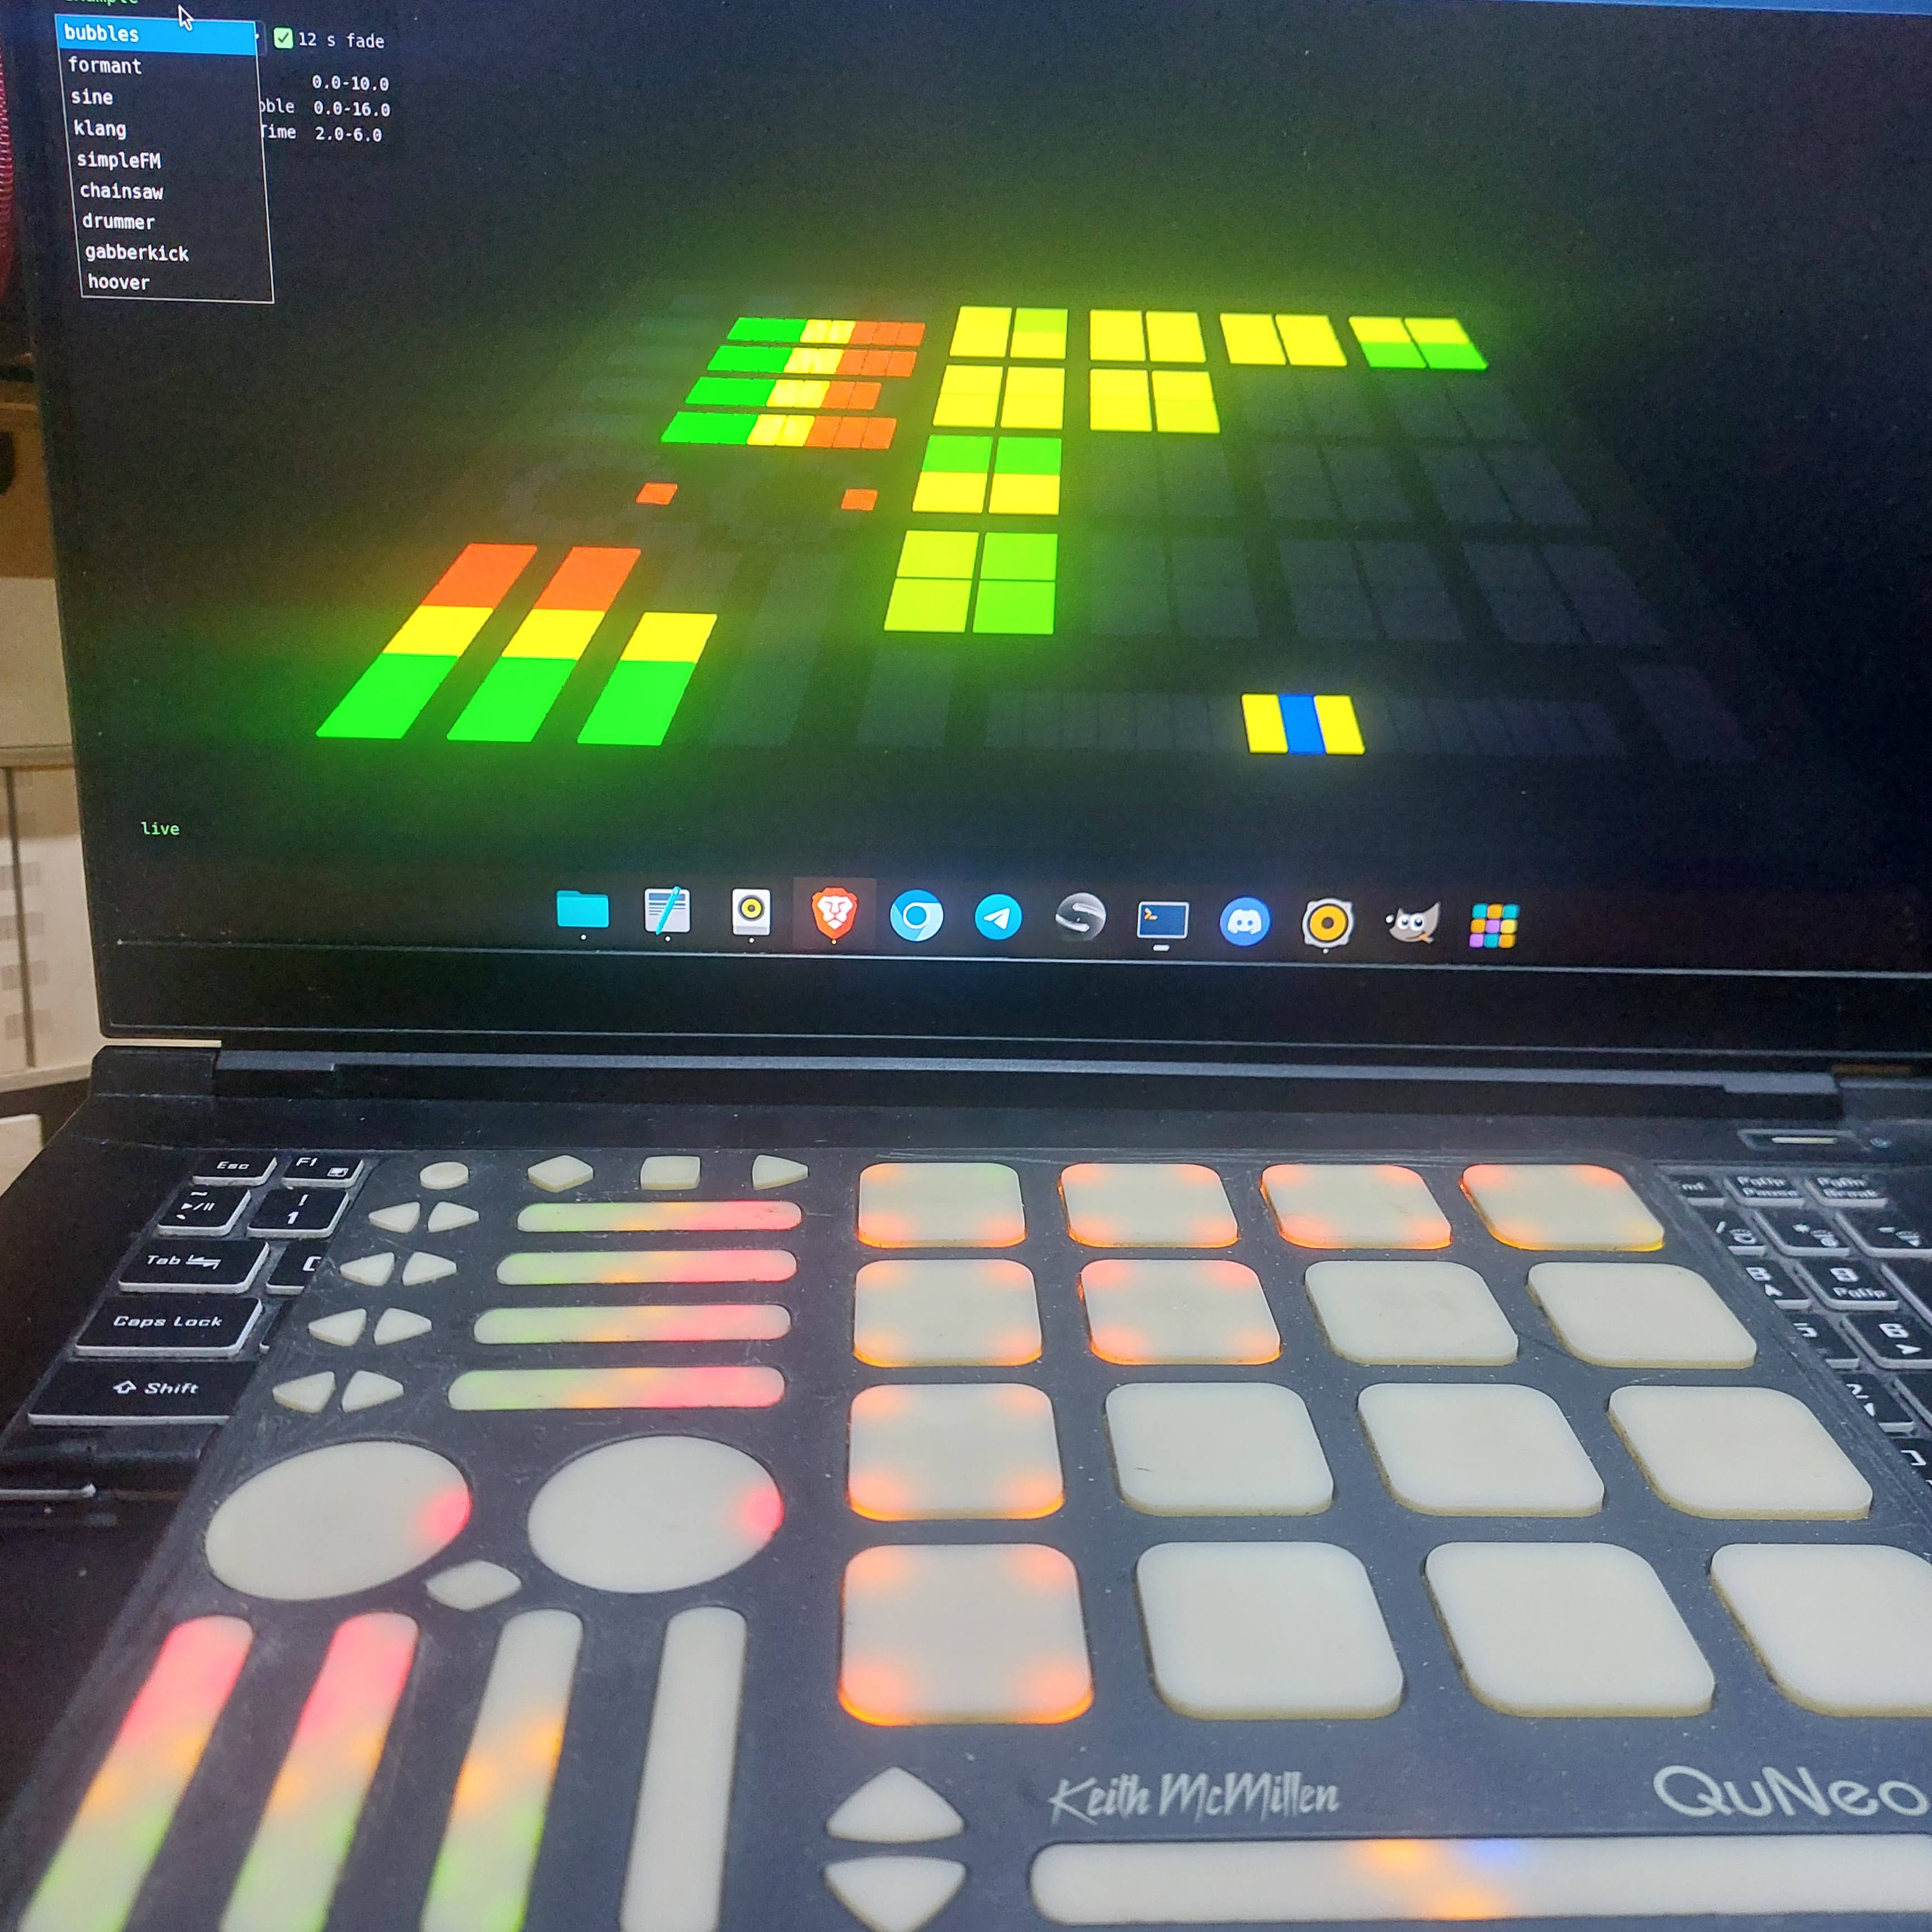 bubbles
12 s fade
formant
0.0-10.0
sine
0.0-16.0
klang
2.0-6.0
simpleFM
chainsaw
drummer
gabberkick
hoover
live
Esc
F1
!
1
Tab
Caps Lock
Shift
Keith McMillen
QuNeo